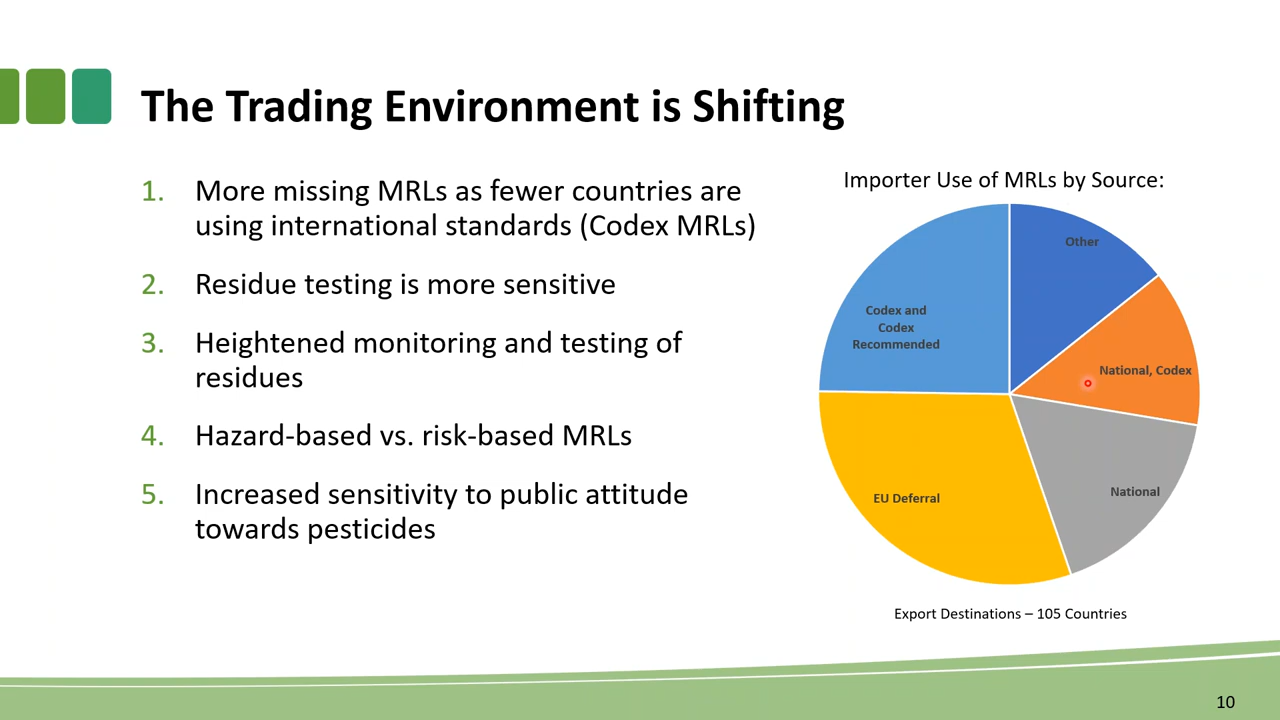 The Trading Environment is Shifting
1. More missing MRLs as fewer countries are
using international standards (Codex MRLs)
2. Residue testing is more sensitive
3. Heightened monitoring and testing of
residues
4. Hazard-based vs. risk-based MRLs
5. Increased sensitivity to public attitude
towards pesticides
Importer Use of MRLs by Source:
Other
National, Codex
National
EU Deferral
Codex and
Codex
Recommended
Export Destinations – 105 Countries
10